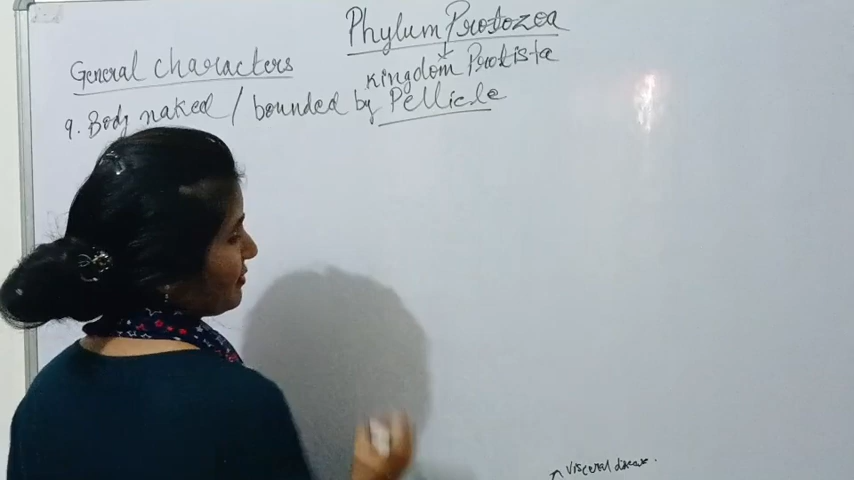 Phylum Protozoa
General characters
Kingdom Protista
9. Body naked / bounded by Pellicle
Visceral disease.